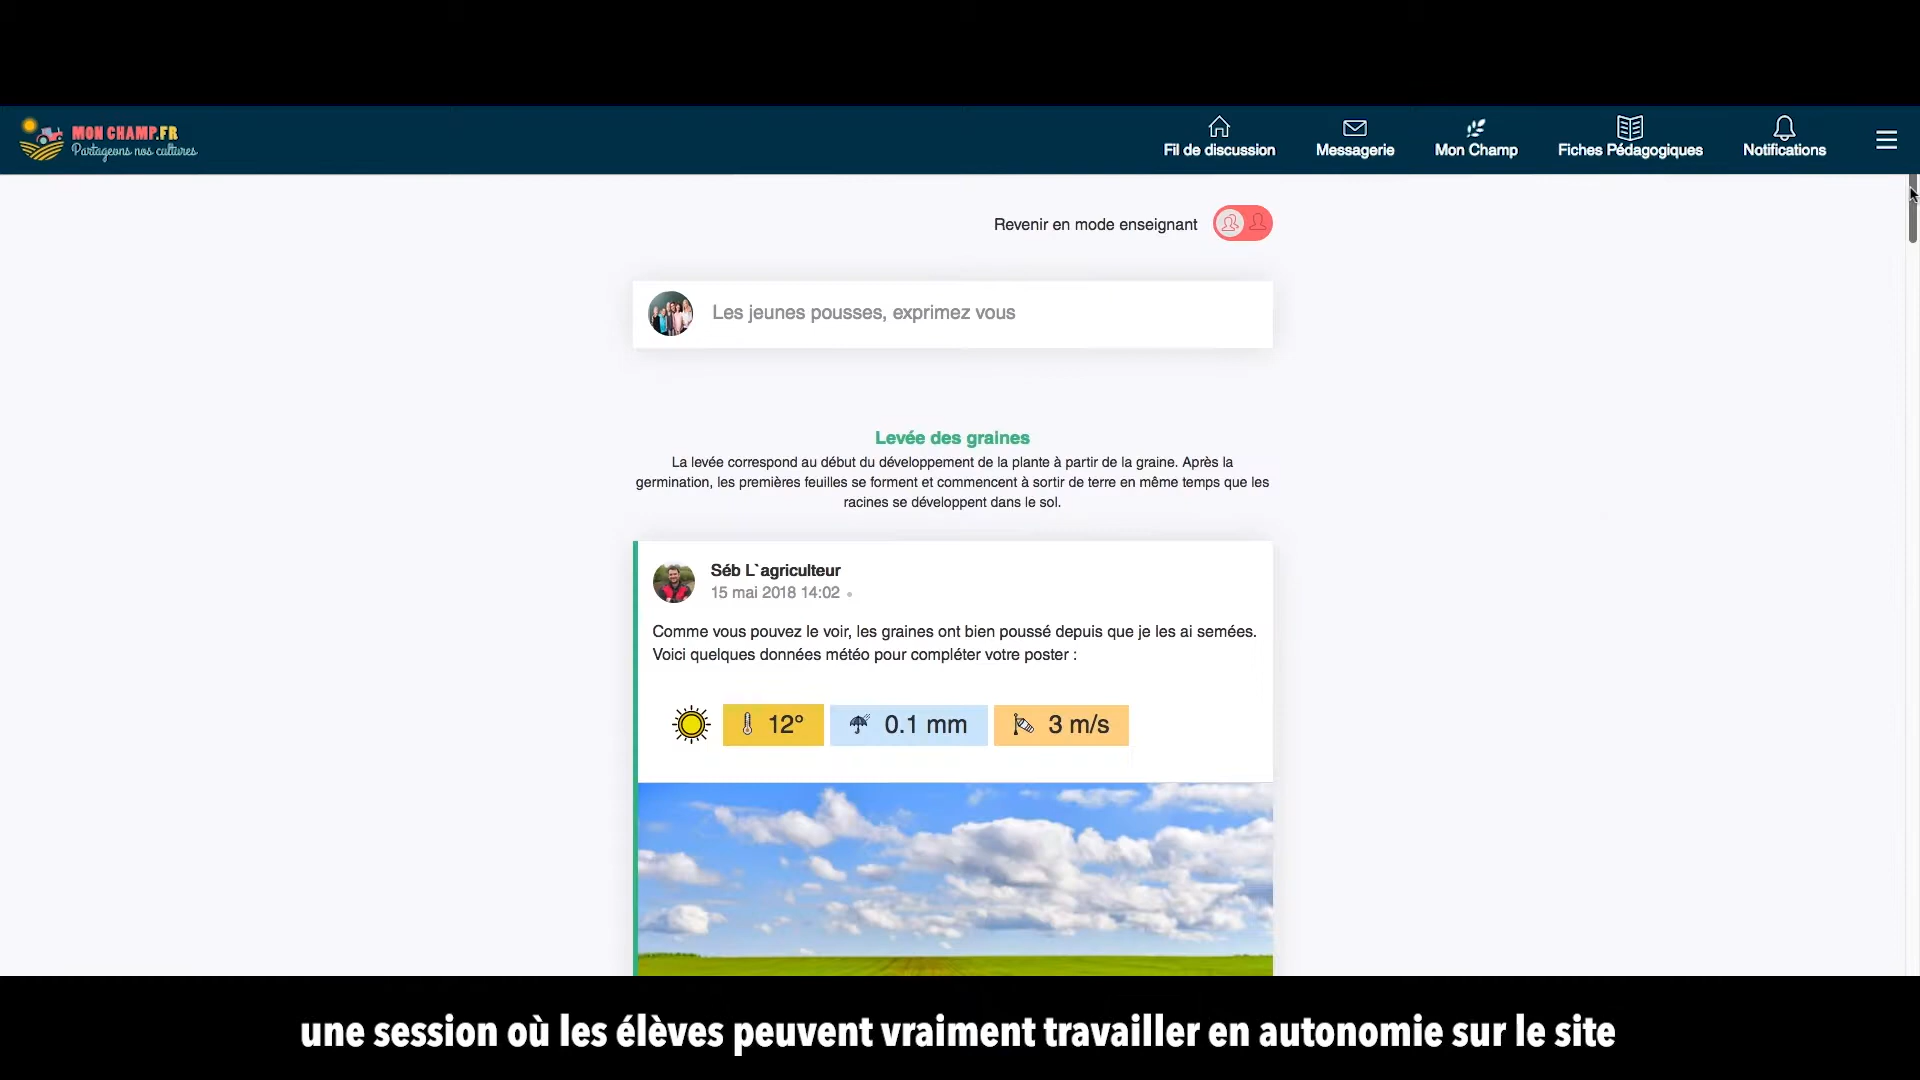 MON CHAMP.FR
Partageons nos cultures
Fil de discussion
Messagerie
Mon Champ
Fiches Pédagogiques
Notifications
Revenir en mode enseignant
Les jeunes pousses, exprimez vous
Levée des graines
La levée correspond au début du développement de la plante à partir de la graine. Après la
germination, les premières feuilles se forment et commencent à sortir de terre en même temps que les
racines se développent dans le sol.
Séb L`agriculteur
15 mai 2018 14:02
Comme vous pouvez le voir, les graines ont bien poussé depuis que je les ai semées.
Voici quelques données météo pour compléter votre poster :
12°
0.1 mm
3 m/s
une session où les élèves peuvent vraiment travailler en autonomie sur le site